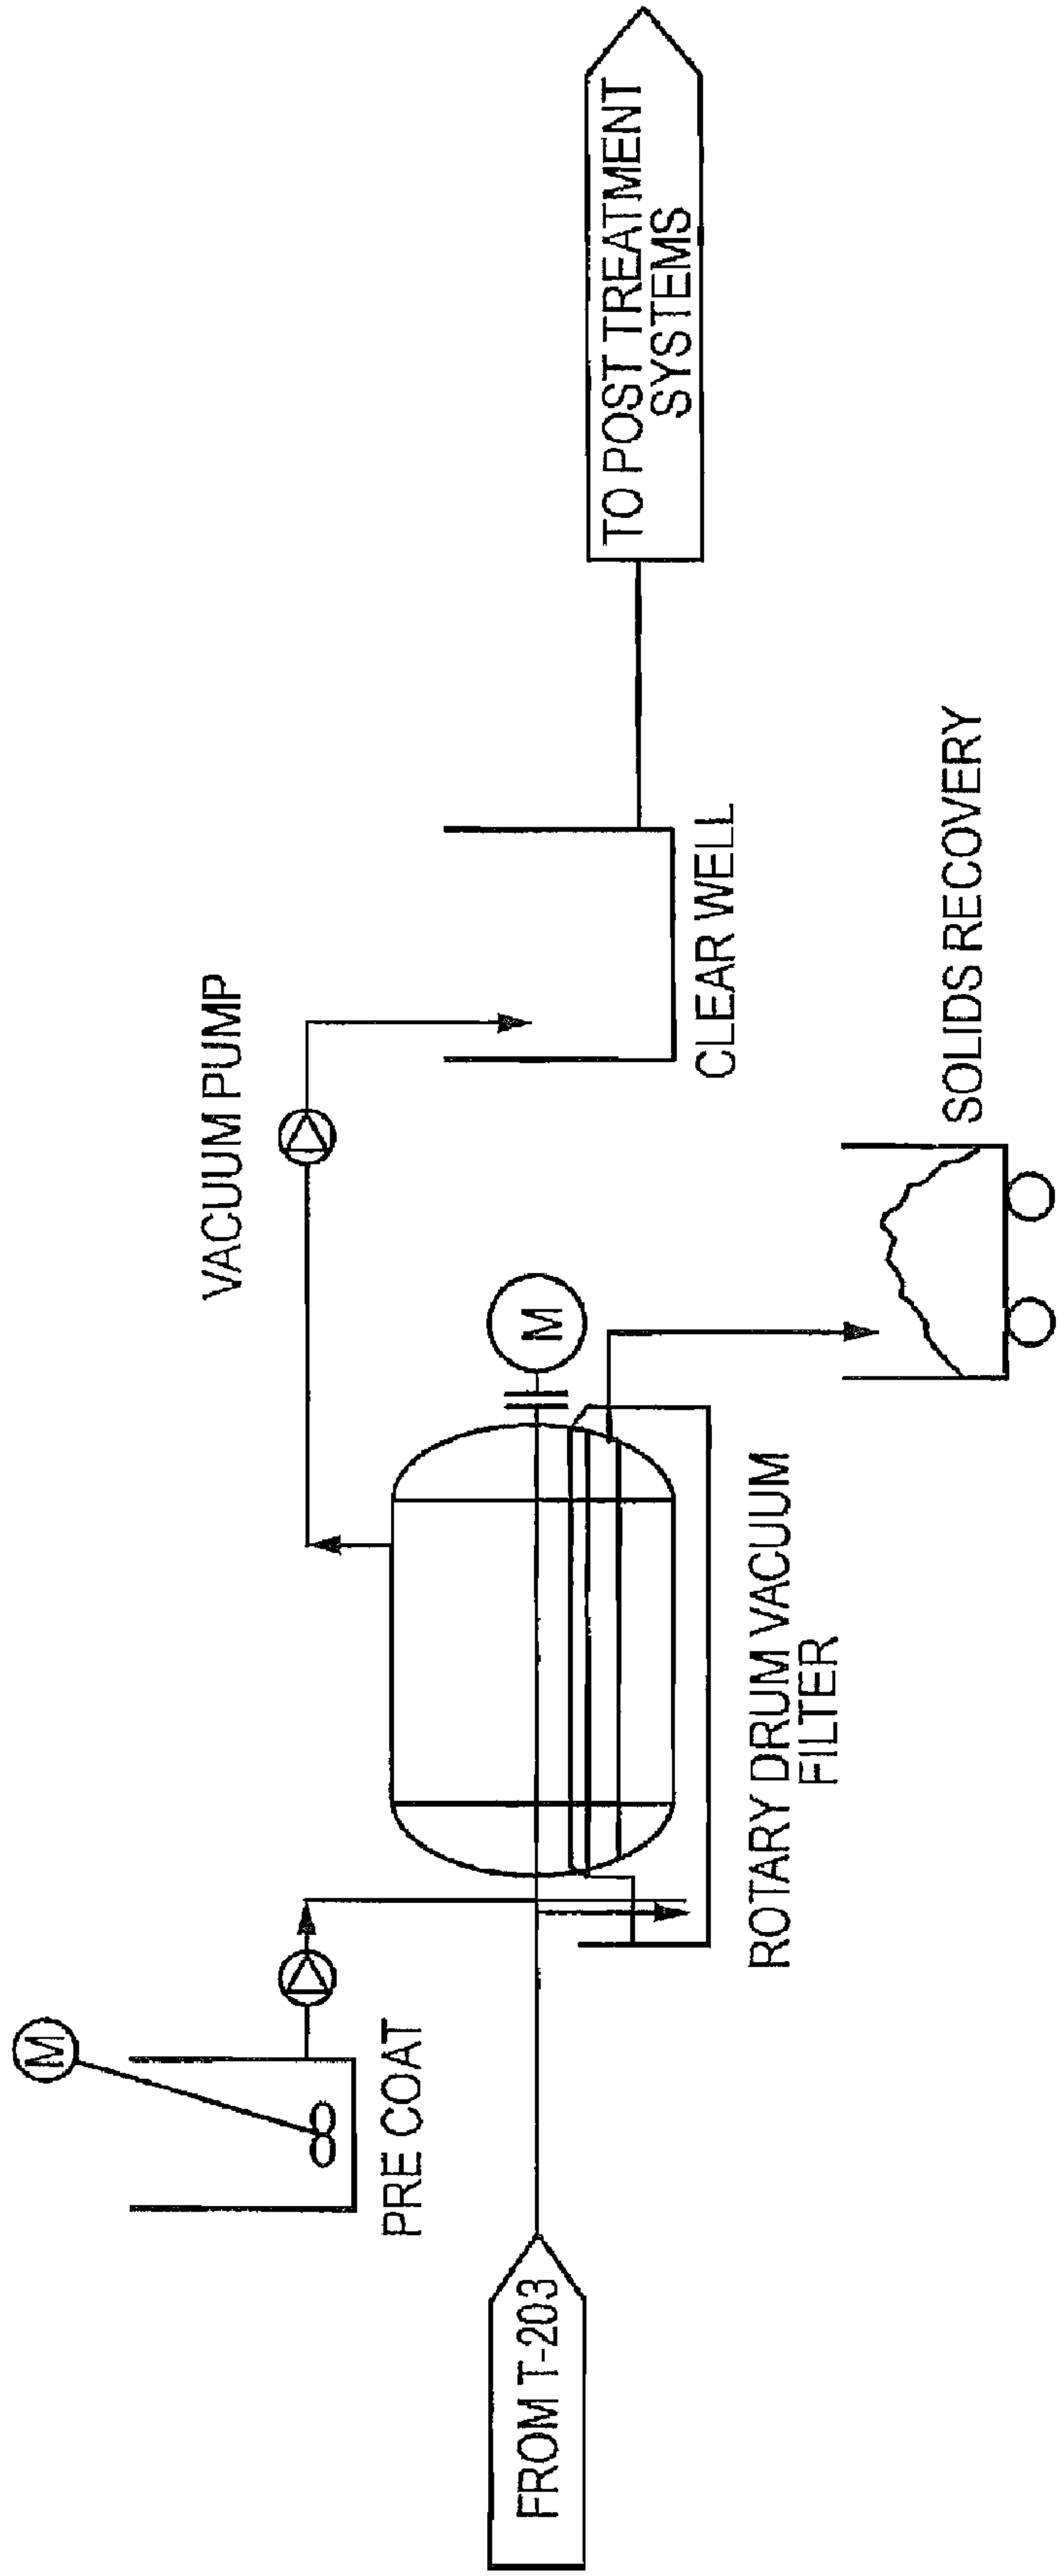 FROM T-203
M
PRE COAT
ROTARY DRUM VACUUM
FILTER
M
VACUUM PUMP
CLEAR WELL
SOLIDS RECOVERY
TO POST TREATMENT
SYSTEMS